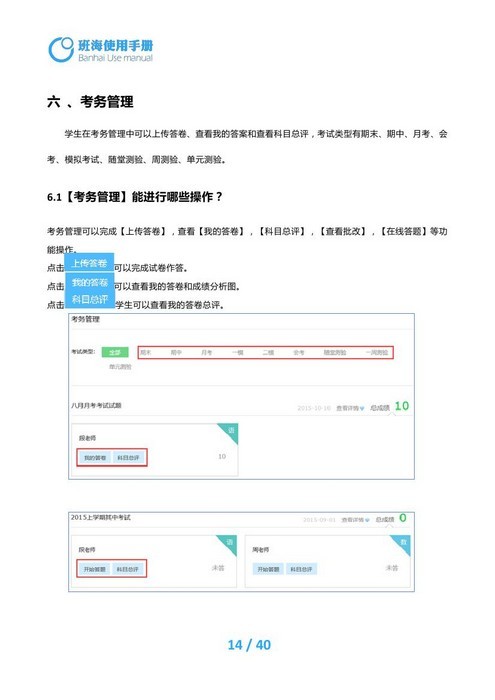 班海使用手册
Banhai Use manual
六 、考务管理
学生在考务管理中可以上传答卷、查看我的答案和查看科目总评，考试类型有期末、期中、月考、会
考、模拟考试、随堂测验、周测验、单元测验。
6.1【考务管理】能进行哪些操作？
考务管理可以完成【上传答卷】，查看【我的答卷】，【科目总评】，【查看批改】，【在线答题】等功
能操作。
点击 上传答卷 可以完成试卷作答。
点击 我的答卷 可以查看我的答卷和成绩分析图。
点击 科目总评 学生可以查看我的答卷总评。
考务管理
考试类型： 全部 期末 期中 月考 一模 二模 会考 随堂测验 一周测验
单元测验
八月月考考试试题 2015-10-10 查看详情 总成绩 10
语
段老师
我的答卷 科目总评 10
2015上学期其中考试 2015-09-01 查看详情 总成绩 0
语 数
段老师 周老师
开始答题 科目总评 未答 开始答题 科目总评 未答
14 / 40